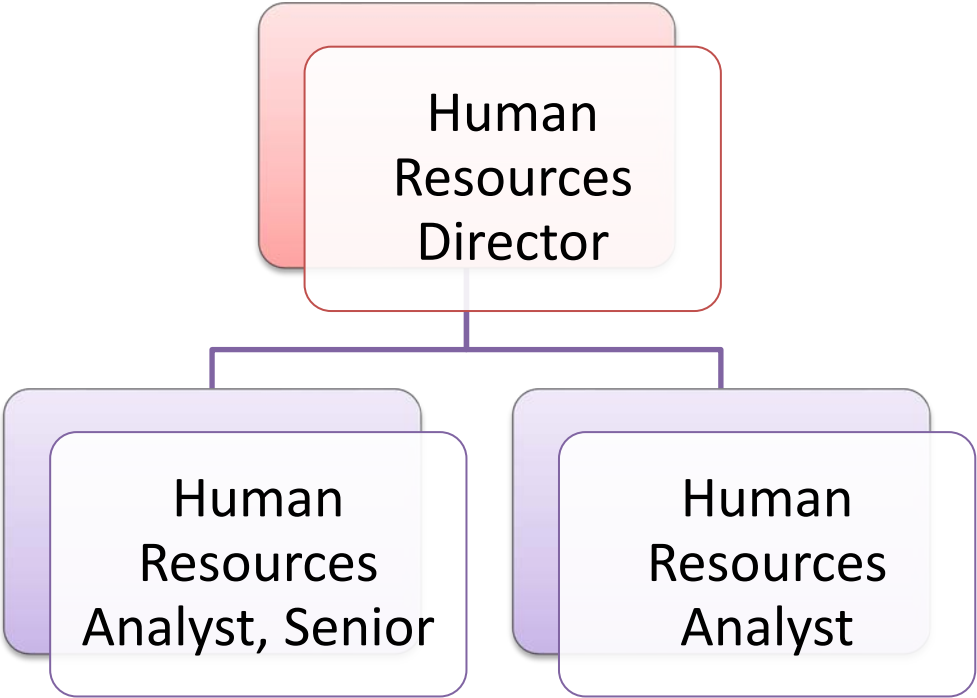 Human
Resources
Director
Human
Resources
Analyst, Senior
Human
Resources
Analyst